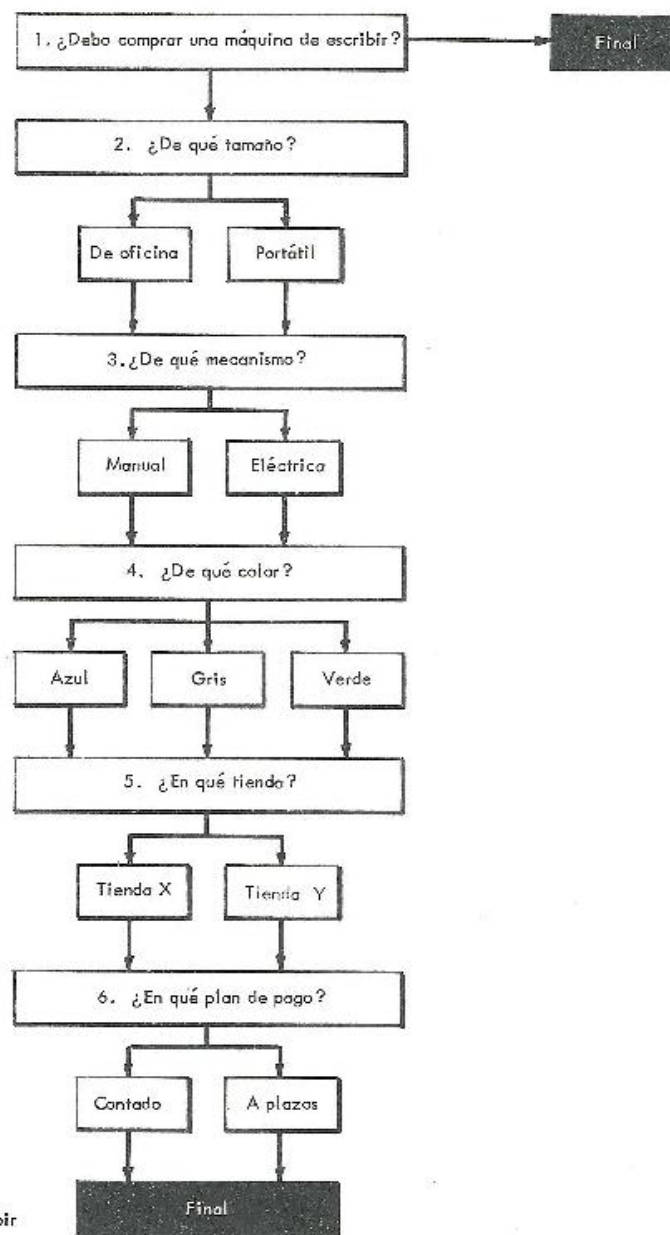 1. ¿Debo comprar una máquina de escribir?
Final
2. ¿De qué tamaño?
De oficina
Portátil
3. ¿De qué mecanismo?
Manual
Eléctrica
4. ¿De qué color?
Azul
Gris
Verde
5. ¿En qué tienda?
Tienda X
Tienda Y
6. ¿En qué plan de pago?
Contado
A plazos
Final